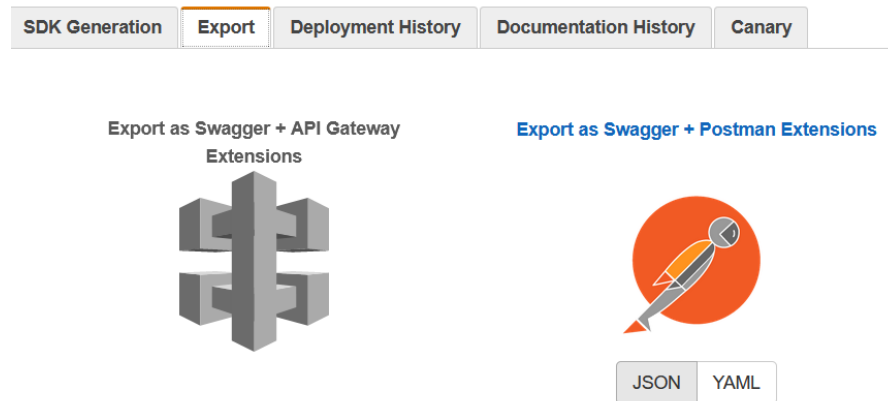 SDK Generation Export Deployment History Documentation History Canary
Export as Swagger + API Gateway
Extensions
Export as Swagger + Postman Extensions
JSON YAML